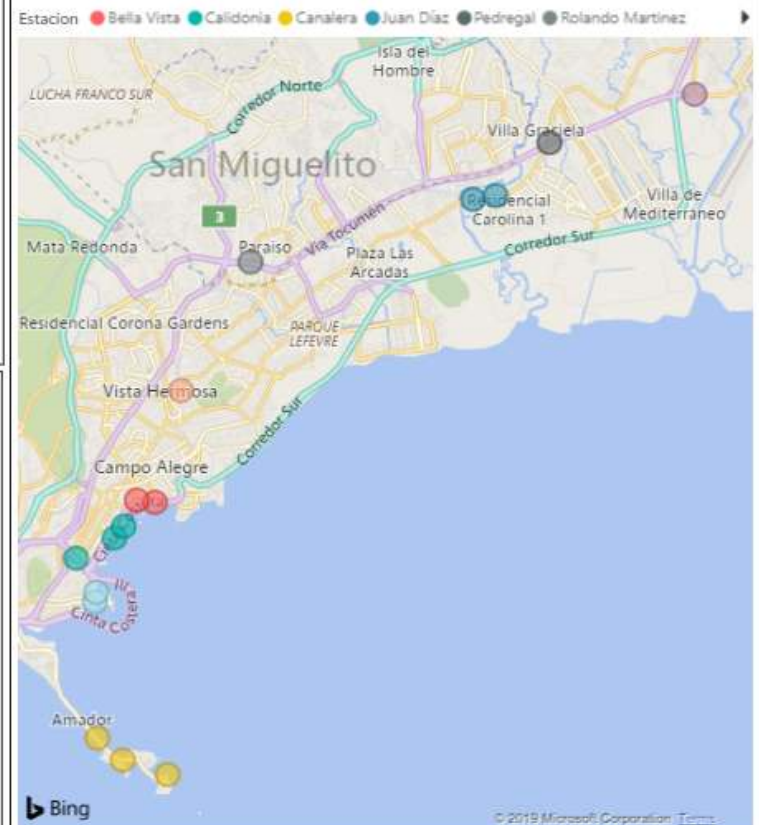 Estacion Bella Vista Calidonia Canalera Juan Díaz Pedregal Rolando Martinez
Isla del
Hombre
LUCHA FRANCO SUR
Corredor Norte
Villa Graciela
San Miguelito
3
Residencial
Carolina 1
Villa de
Mediterraneo
Vía Tocumen
Mata Redonda
Paraiso
Plaza Las
Arcadas
Corredor Sur
Residencial Corona Gardens
PARQUE
LEFEVRE
Vista Hermosa
Corredor Sur
Campo Alegre
III
Cinta Costera
Amador
Bing
© 2019 Microsoft Corporation Terms